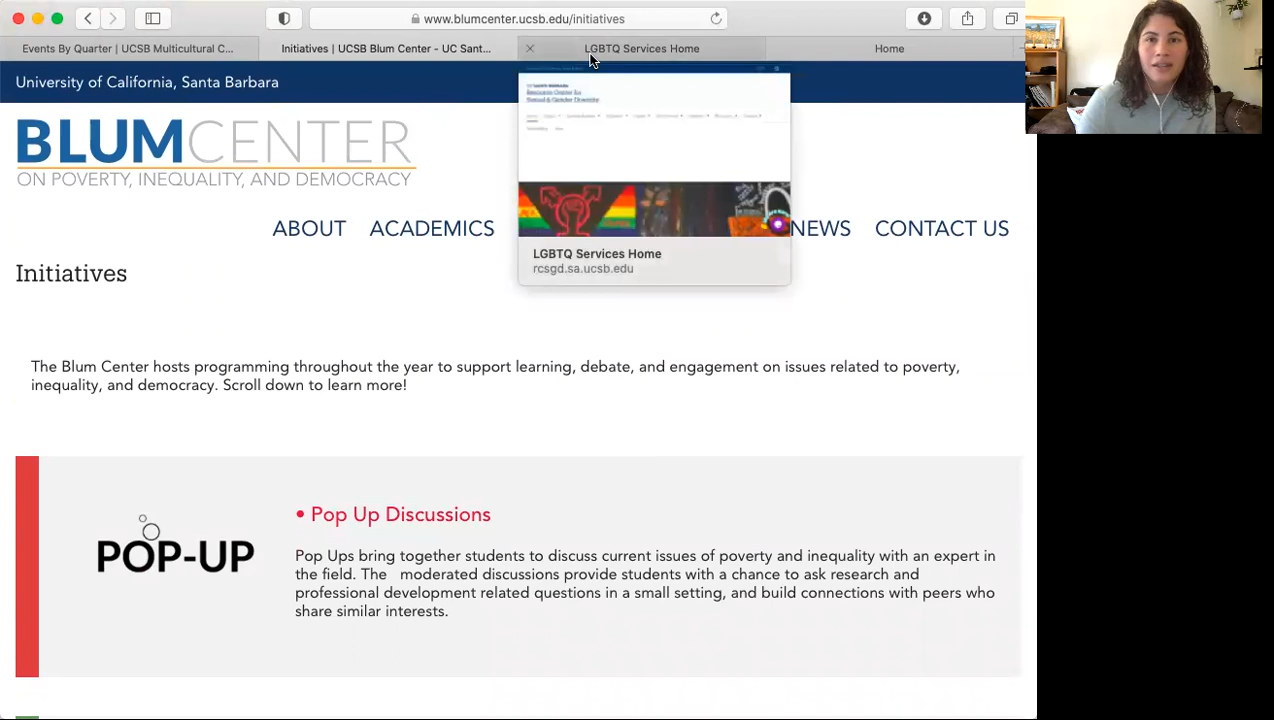 www.blumcenter.ucsb.edu/initiatives
Events By Quarter | UCSB Multicultural C...
Initiatives | UCSB Blum Center - UC Sant...
LGBTQ Services Home
Home
University of California, Santa Barbara
BLUMCENTER
ON POVERTY, INEQUALITY, AND DEMOCRACY
Resource Center for
Sexual & Gender Diversity
LGBTQ Services Home
rcsgd.sa.ucsb.edu
ABOUT ACADEMICS NEWS CONTACT US
Initiatives
The Blum Center hosts programming throughout the year to support learning, debate, and engagement on issues related to poverty,
inequality, and democracy. Scroll down to learn more!
POP-UP
• Pop Up Discussions
Pop Ups bring together students to discuss current issues of poverty and inequality with an expert in
the field. The moderated discussions provide students with a chance to ask research and
professional development related questions in a small setting, and build connections with peers who
share similar interests.